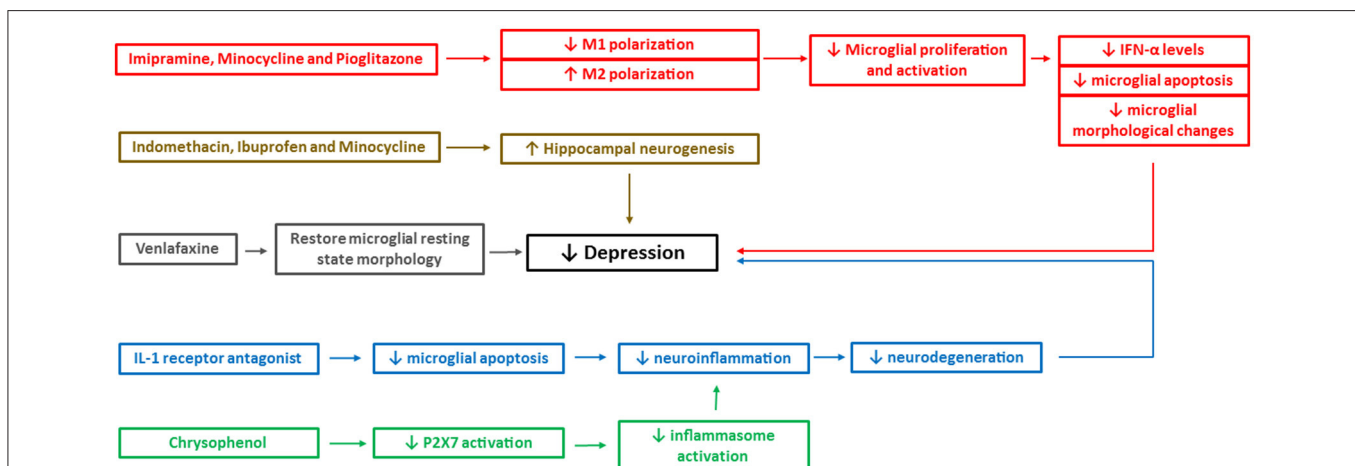 Imipramine, Minocycline and Pioglitazone
↓ M1 polarization
↑ M2 polarization
↓ Microglial proliferation
and activation
↓ IFN-α levels
↓ microglial apoptosis
↓ microglial
morphological changes
Indomethacin, Ibuprofen and Minocycline
↑ Hippocampal neurogenesis
Venlafaxine
Restore microglial resting
state morphology
↓ Depression
IL-1 receptor antagonist
↓ microglial apoptosis
↓ neuroinflammation
↓ neurodegeneration
Chrysophenol
↓ P2X7 activation
↓ inflammasome
activation